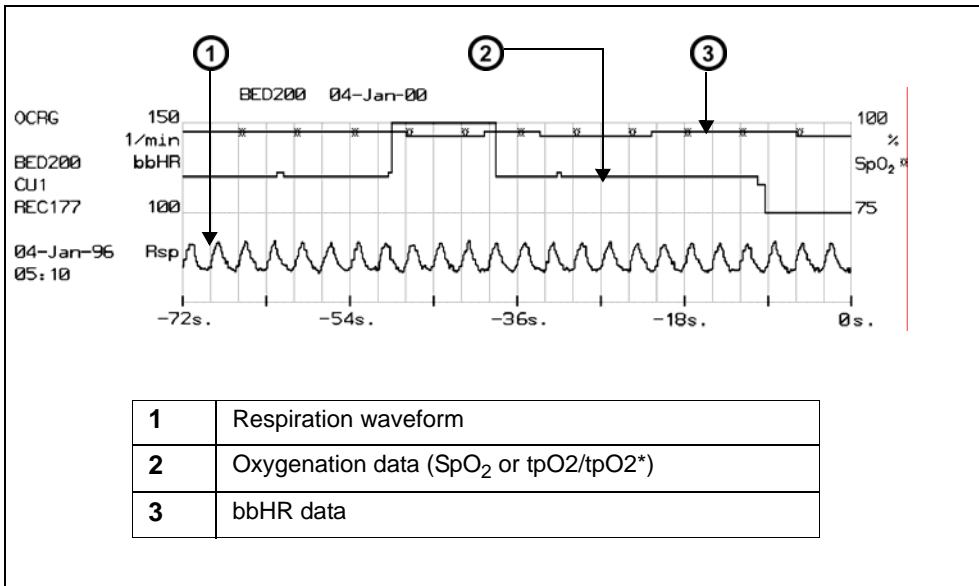 1 2 3
BED200 04-Jan-00
OCRG 150 100
1/min %
BED200 bbHR SpO2 ¤
CU1
REC177 100 75
04-Jan-96 Rsp
05:10
-72s. -54s. -36s. -18s. 0s.
1 Respiration waveform
2 Oxygenation data (SpO2 or tpO2/tpO2*)
3 bbHR data